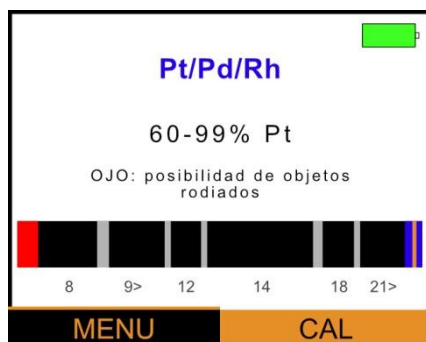 Pt/Pd/Rh
60-99% Pt
OJO: posibilidad de objetos
rodiados
8 9> 12 14 18 21>
MENU CAL